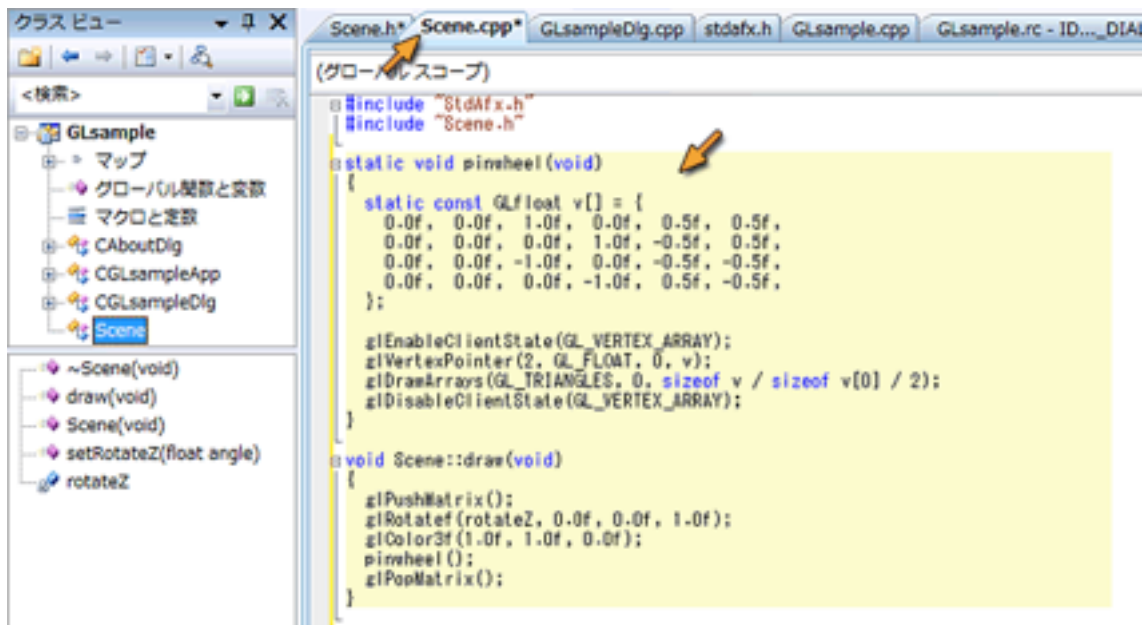 クラス ビュー
<検索>
GLsample
マップ
グローバル関数と変数
マクロと定数
CAboutDlg
CGLsampleApp
CGLsampleDlg
Scene
~Scene(void)
draw(void)
Scene(void)
setRotateZ(float angle)
rotateZ
Scene.h* Scene.cpp* GLsampleDlg.cpp stdafx.h GLsample.cpp GLsample.rc - ID..._DIAL
(グローバル スコープ)
#include "StdAfx.h"
#include "Scene.h"
static void pinwheel(void)
{
static const GLfloat v[] = {
0.0f, 0.0f, 1.0f, 0.0f, 0.5f, 0.5f,
0.0f, 0.0f, 0.0f, 1.0f, -0.5f, 0.5f,
0.0f, 0.0f, -1.0f, 0.0f, -0.5f, -0.5f,
0.0f, 0.0f, 0.0f, -1.0f, 0.5f, -0.5f,
};
glEnableClientState(GL_VERTEX_ARRAY);
glVertexPointer(2, GL_FLOAT, 0, v);
glDrawArrays(GL_TRIANGLES, 0, sizeof v / sizeof v[0] / 2);
glDisableClientState(GL_VERTEX_ARRAY);
}
void Scene::draw(void)
{
glPushMatrix();
glRotatef(rotateZ, 0.0f, 0.0f, 1.0f);
glColor3f(1.0f, 1.0f, 0.0f);
pinwheel();
glPopMatrix();
}